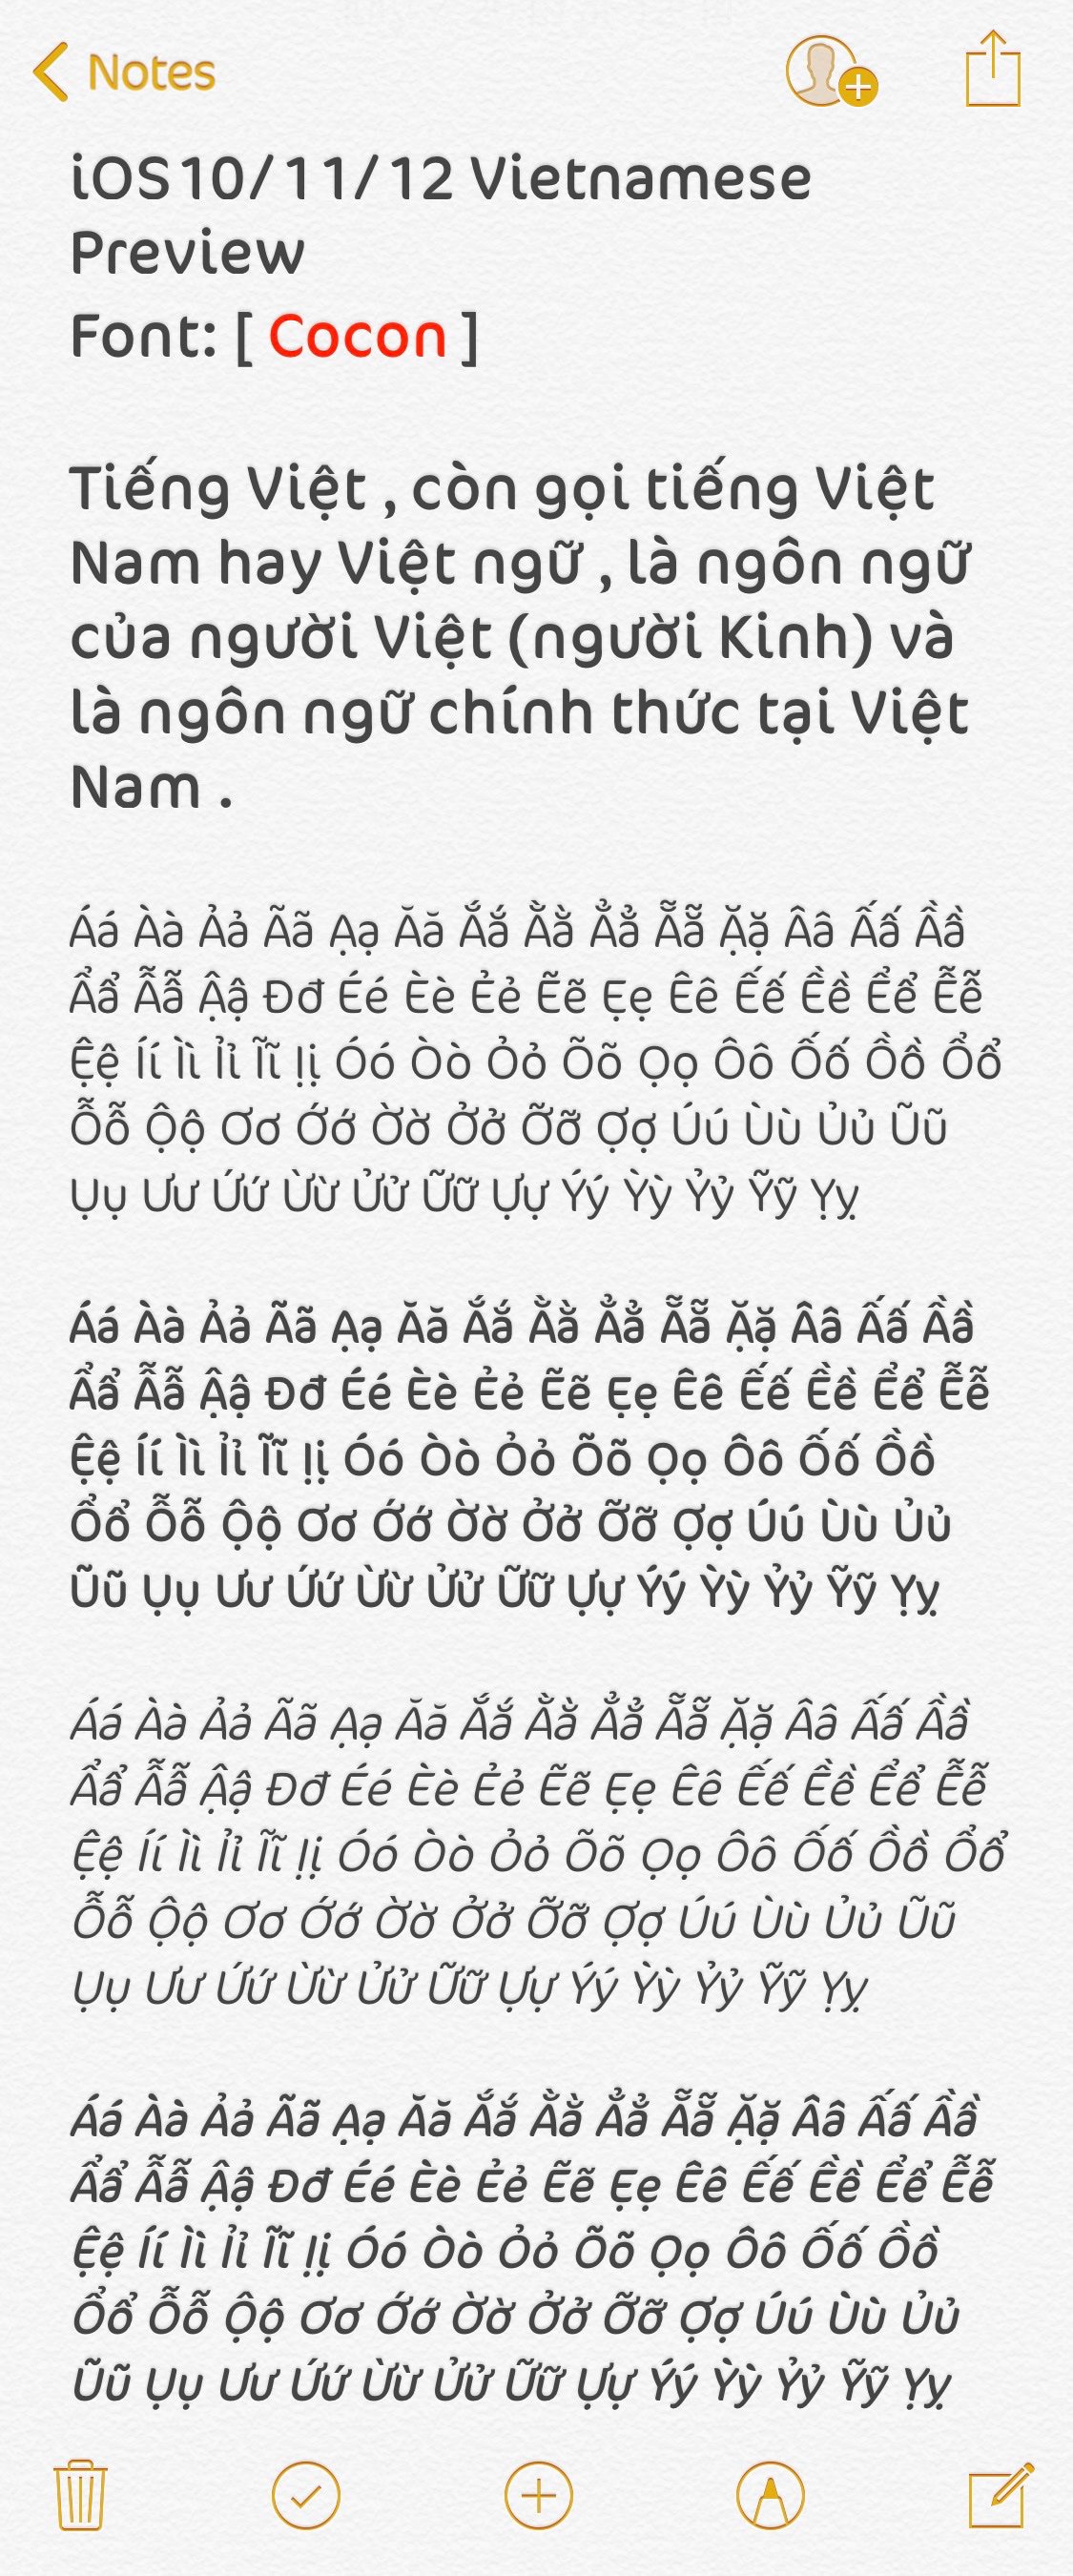 Notes
iOS10/11/12 Vietnamese
Preview
Font: [ Cocon ]
Tiếng Việt , còn gọi tiếng Việt
Nam hay Việt ngữ , là ngôn ngữ
của người Việt (người Kinh) và
là ngôn ngữ chính thức tại Việt
Nam .
Áá Àà Ảả Ãã Ạạ Ăă Ắắ Ằằ Ẳẳ Ẵẵ Ặặ Ââ Ấấ Ầầ
Ẩẩ Ẫẫ Ậậ Đđ Éé Èè Ẻẻ Ẽẽ Ẹẹ Êê Ếế Ềề Ểể Ễễ
Ệệ Íí Ìì Ỉỉ Ĩĩ Ịị Óó Òò Ỏỏ Õõ Ọọ Ôô Ốố Ồồ Ổổ
Ỗỗ Ộộ Ơơ Ớớ Ờờ Ởở Ỡỡ Ợợ Úú Ùù Ủủ Ũũ
Ụụ Ưư Ứứ Ừừ Ửử Ữữ Ựự Ýý Ỳỳ Ỷỷ Ỹỹ Ỵỵ
Áá Àà Ảả Ãã Ạạ Ăă Ắắ Ằằ Ẳẳ Ẵẵ Ặặ Ââ Ấấ Ầầ
Ẩẩ Ẫẫ Ậậ Đđ Éé Èè Ẻẻ Ẽẽ Ẹẹ Êê Ếế Ềề Ểể Ễễ
Ệệ Íí Ìì Ỉỉ Ĩĩ Ịị Óó Òò Ỏỏ Õõ Ọọ Ôô Ốố Ồồ
Ổổ Ỗỗ Ộộ Ơơ Ớớ Ờờ Ởở Ỡỡ Ợợ Úú Ùù Ủủ
Ũũ Ụụ Ưư Ứứ Ừừ Ửử Ữữ Ựự Ýý Ỳỳ Ỷỷ Ỹỹ Ỵỵ
Áá Àà Ảả Ãã Ạạ Ăă Ắắ Ằằ Ẳẳ Ẵẵ Ặặ Ââ Ấấ Ầầ
Ẩẩ Ẫẫ Ậậ Đđ Éé Èè Ẻẻ Ẽẽ Ẹẹ Êê Ếế Ềề Ểể Ễễ
Ệệ Íí Ìì Ỉỉ Ĩĩ Ịị Óó Òò Ỏỏ Õõ Ọọ Ôô Ốố Ồồ Ổổ
Ỗỗ Ộộ Ơơ Ớớ Ờờ Ởở Ỡỡ Ợợ Úú Ùù Ủủ Ũũ
Ụụ Ưư Ứứ Ừừ Ửử Ữữ Ựự Ýý Ỳỳ Ỷỷ Ỹỹ Ỵỵ
Áá Àà Ảả Ãã Ạạ Ăă Ắắ Ằằ Ẳẳ Ẵẵ Ặặ Ââ Ấấ Ầầ
Ẩẩ Ẫẫ Ậậ Đđ Éé Èè Ẻẻ Ẽẽ Ẹẹ Êê Ếế Ềề Ểể Ễễ
Ệệ Íí Ìì Ỉỉ Ĩĩ Ịị Óó Òò Ỏỏ Õõ Ọọ Ôô Ốố Ồồ
Ổổ Ỗỗ Ộộ Ơơ Ớớ Ờờ Ởở Ỡỡ Ợợ Úú Ùù Ủủ
Ũũ Ụụ Ưư Ứứ Ừừ Ửử Ữữ Ựự Ýý Ỳỳ Ỷỷ Ỹỹ Ỵỵ